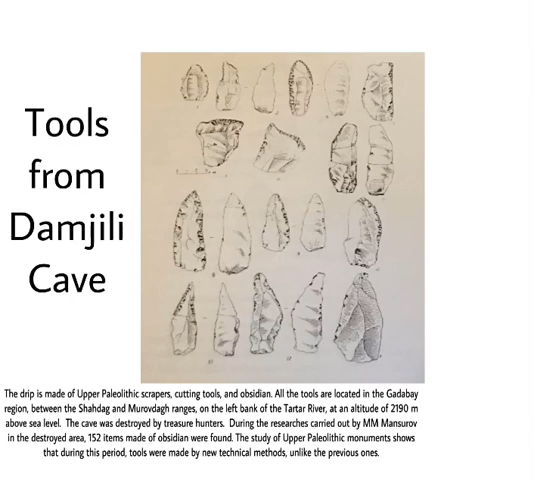 Tools
from
Damjili
Cave
The drip is made of Upper Paleolithic scrapers, cutting tools, and obsidian. All the tools are located in the Gadabay
region, between the Shahdag and Murovdagh ranges, on the left bank of the Tartar River, at an altitude of 2190 m
above sea level.  The cave was destroyed by treasure hunters.  During the researches carried out by MM Mansurov
in the destroyed area, 152 items made of obsidian were found. The study of Upper Paleolithic monuments shows
that during this period, tools were made by new technical methods, unlike the previous ones.